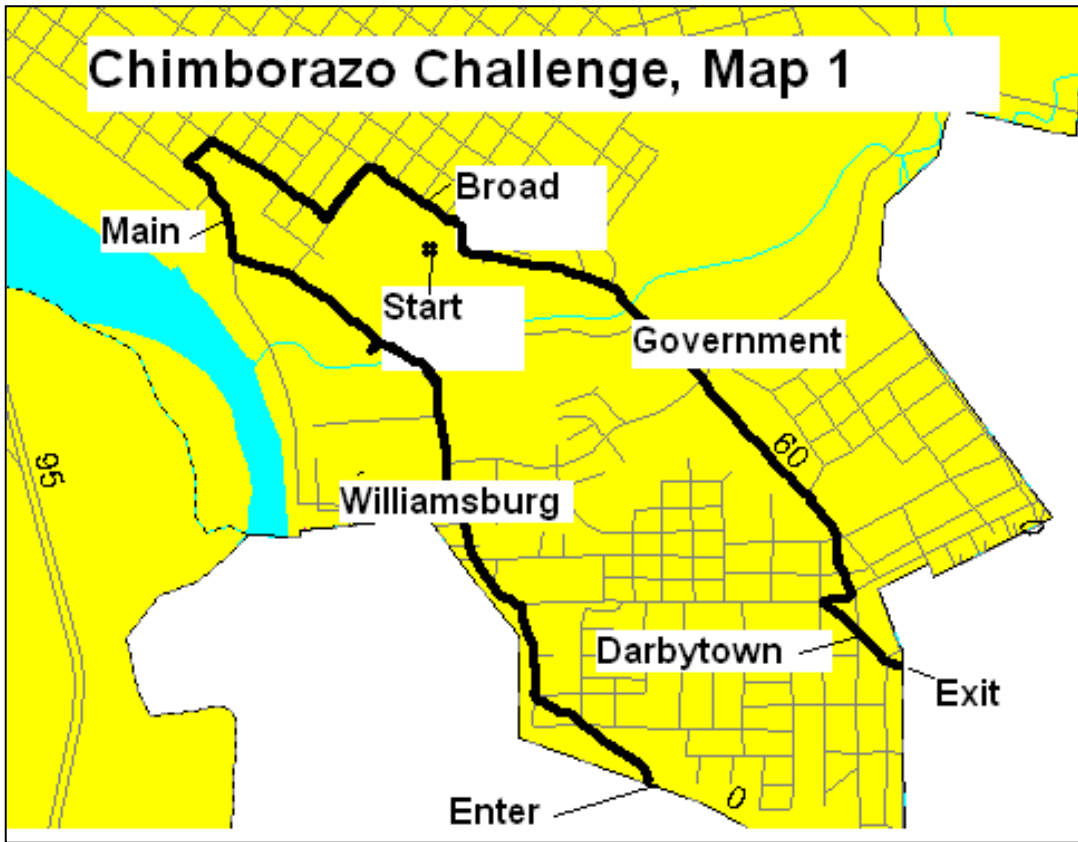 Chimborazo Challenge, Map 1
Broad
Main
Start
Government
60
95
Williamsburg
Darbytown
Exit
Enter
0